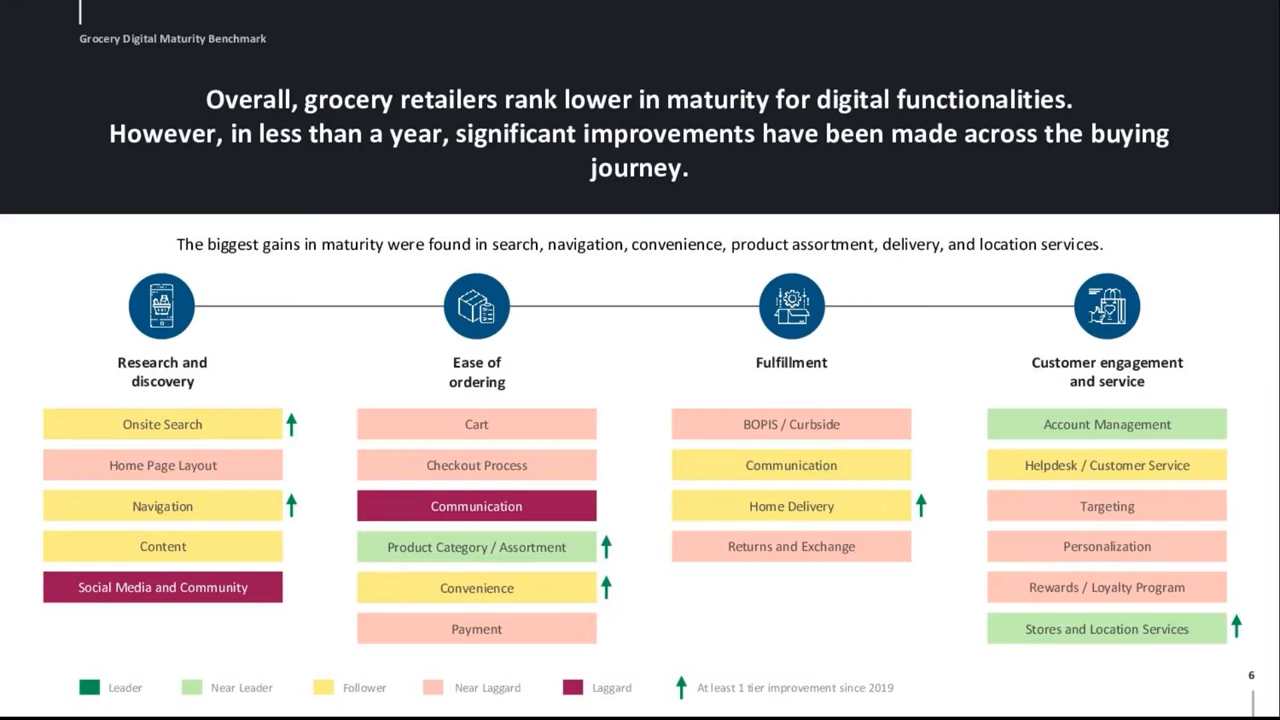 Grocery Digital Maturity Benchmark
Overall, grocery retailers rank lower in maturity for digital functionalities.
However, in less than a year, significant improvements have been made across the buying
journey.
The biggest gains in maturity were found in search, navigation, convenience, product assortment, delivery, and location services.
Research and
discovery
Onsite Search
Home Page Layout
Navigation
Content
Social Media and Community
Ease of
ordering
Cart
Checkout Process
Communication
Product Category / Assortment
Convenience
Payment
Fulfillment
BOPIS / Curbside
Communication
Home Delivery
Returns and Exchange
Customer engagement
and service
Account Management
Helpdesk / Customer Service
Targeting
Personalization
Rewards / Loyalty Program
Stores and Location Services
Leader
Near Leader
Follower
Near Laggard
Laggard
At least 1 tier improvement since 2019
6